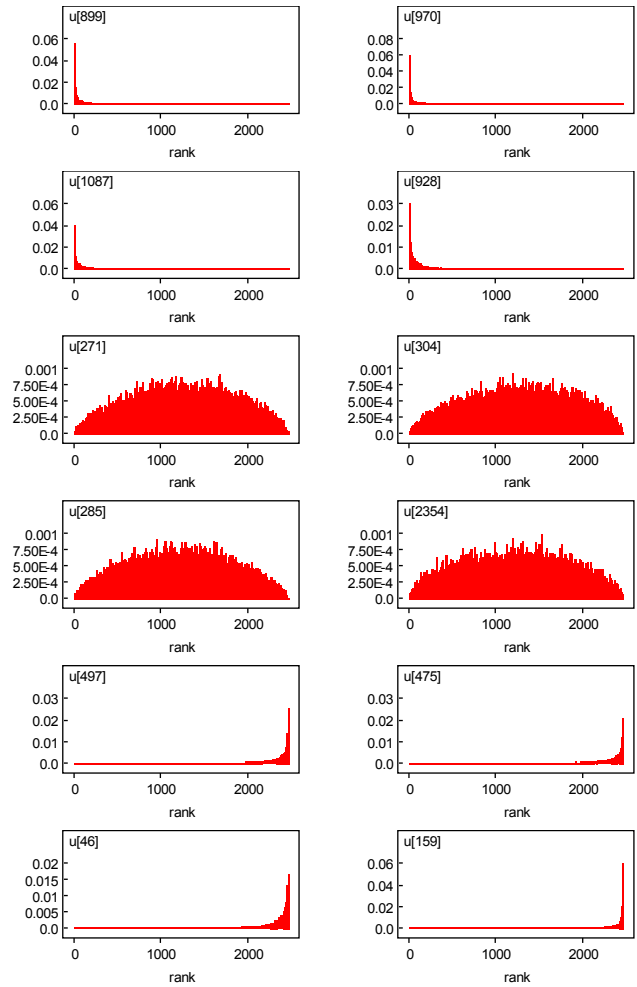 u[899]
0.06
0.04
0.02
0.0
0 1000 2000
rank
u[970]
0.08
0.06
0.04
0.02
0.0
0 1000 2000
rank
u[1087]
0.06
0.04
0.02
0.0
0 1000 2000
rank
u[928]
0.03
0.02
0.01
0.0
0 1000 2000
rank
u[271]
0.001
7.50E-4
5.00E-4
2.50E-4
0.0
0 1000 2000
rank
u[304]
0.001
7.50E-4
5.00E-4
2.50E-4
0.0
0 1000 2000
rank
u[285]
0.001
7.50E-4
5.00E-4
2.50E-4
0.0
0 1000 2000
rank
u[2354]
0.001
7.50E-4
5.00E-4
2.50E-4
0.0
0 1000 2000
rank
u[497]
0.03
0.02
0.01
0.0
0 1000 2000
rank
u[475]
0.03
0.02
0.01
0.0
0 1000 2000
rank
u[46]
0.02
0.015
0.01
0.005
0.0
0 1000 2000
rank
u[159]
0.06
0.04
0.02
0.0
0 1000 2000
rank